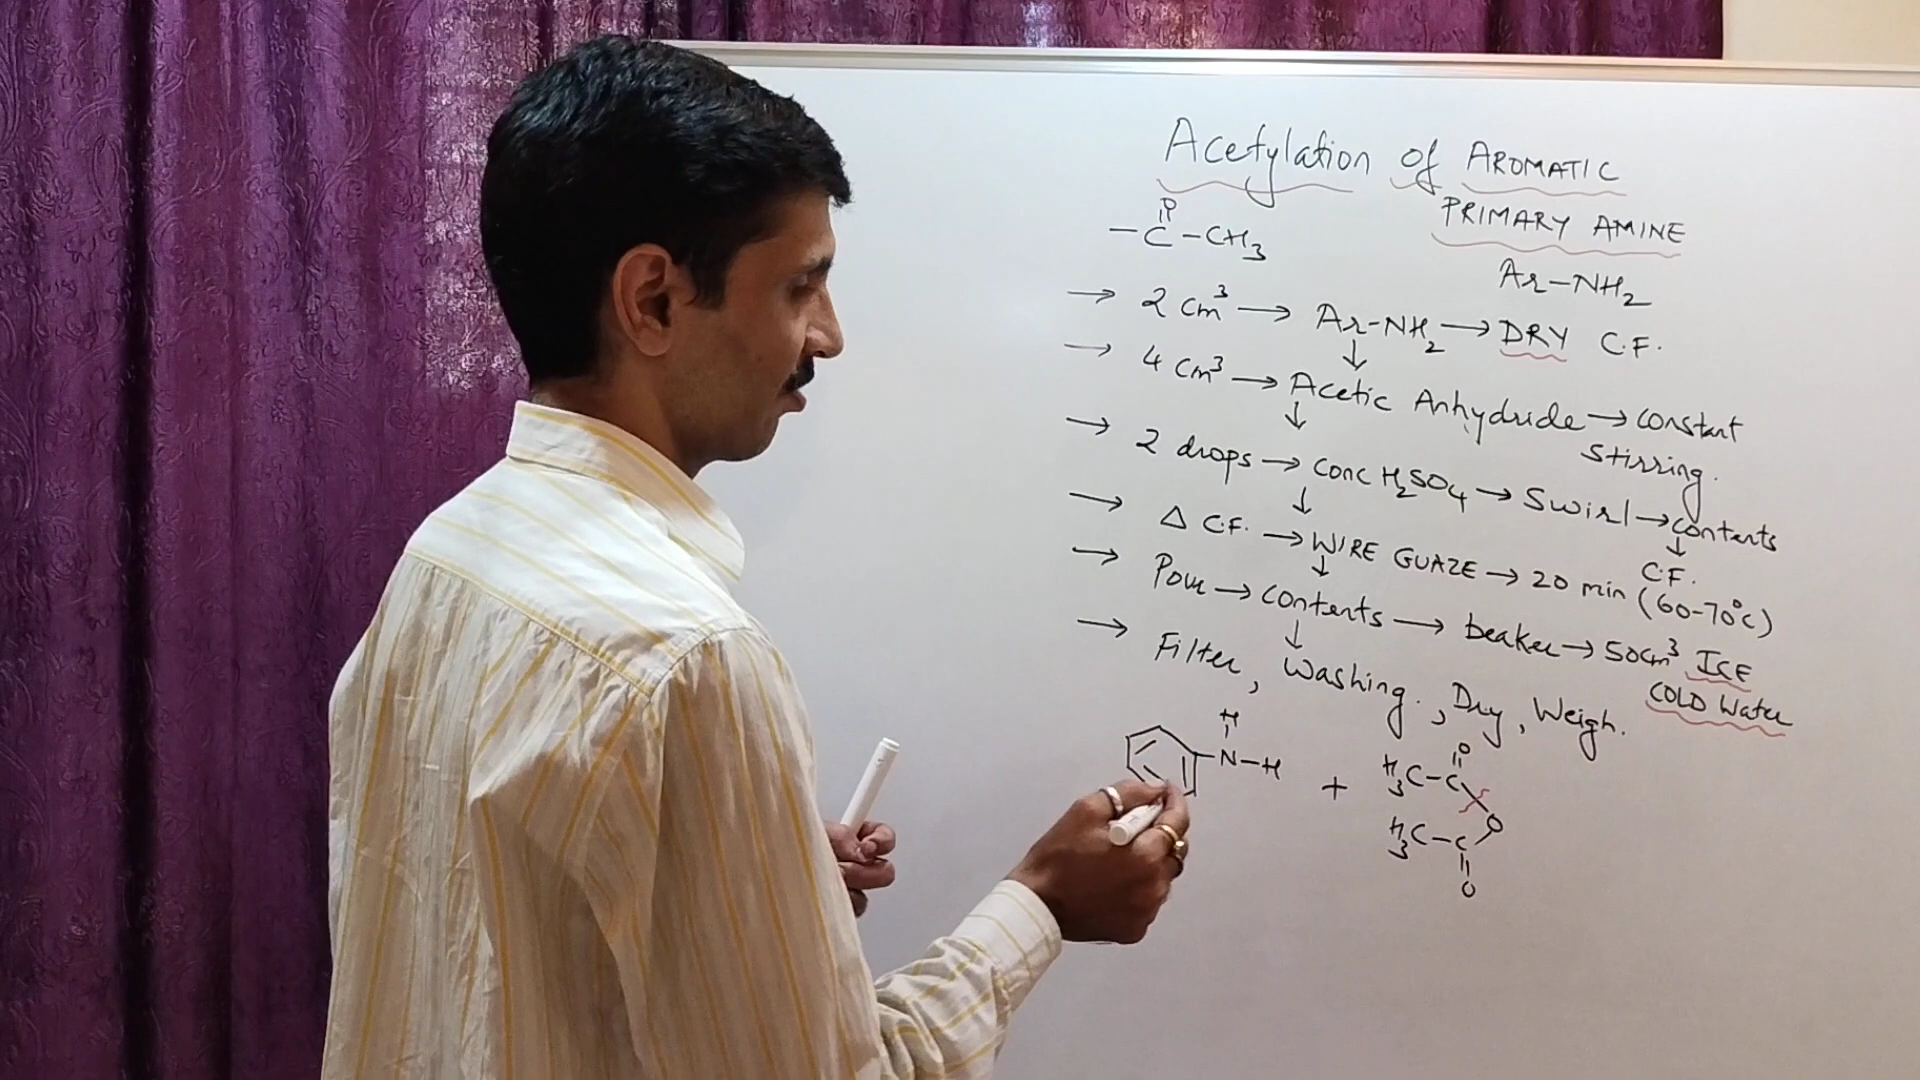 Acetylation of AROMATIC
PRIMARY AMINE
O
-C-CH3
Ar-NH2
→ 2 cm³ → Ar-NH2 → DRY C.F.
↓
→ 4 cm³ → Acetic Anhydride → constant
↓ stirring.
→ 2 drops → conc H2SO4 → Swirl → contents
↓ ↓
C.F.
→ Δ C.F. → WIRE GUAZE → 20 min (60-70°c)
↓
→ Pour → contents → beaker → 50cm³ ICE
↓ COLD Water
→ Filter, Washing., Dry, Weigh.
H
-N-H
+
O
H3C-C
O
H3C-C
O